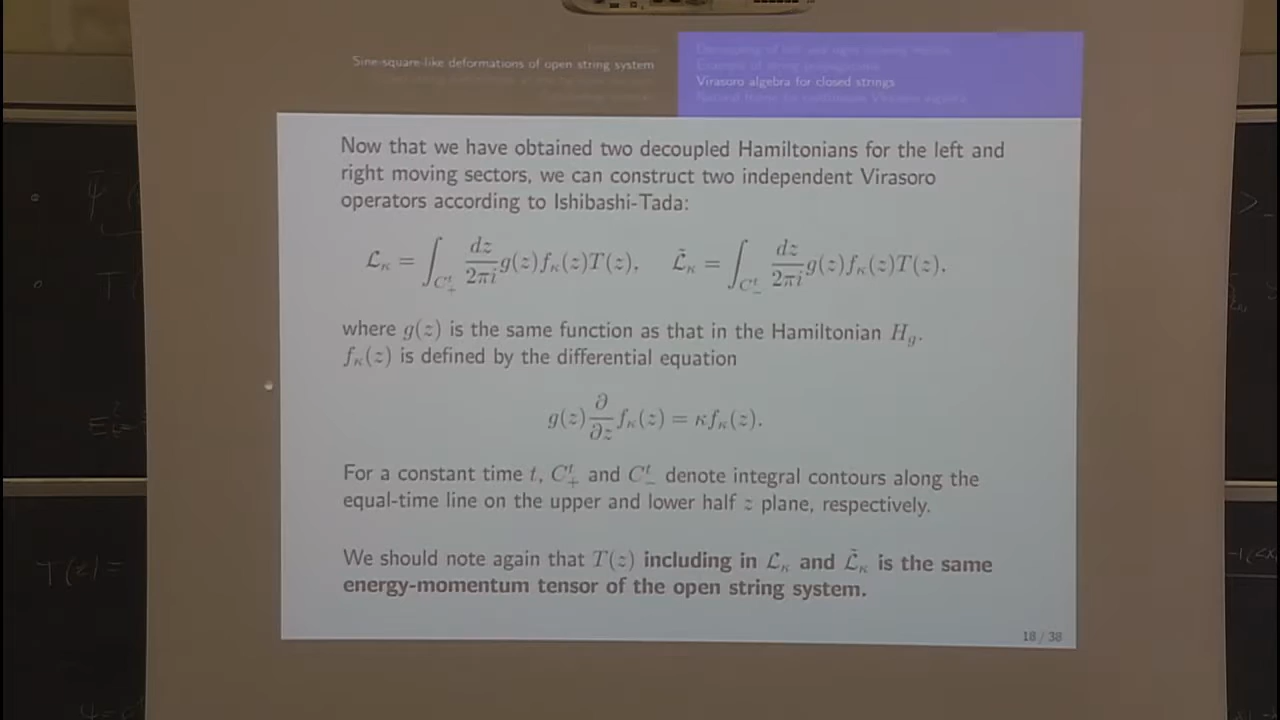 Sine-square-like deformations of open string system
Virasoro algebra for closed strings
Now that we have obtained two decoupled Hamiltonians for the left and
right moving sectors, we can construct two independent Virasoro
operators according to Ishibashi-Tada:
ℒ_κ = ∫_{C_+^t} dz/2πi g(z)f_κ(z)T(z), ℒ̃_κ = ∫_{C_-^t} dz/2πi g(z)f_κ(z)T(z),
where g(z) is the same function as that in the Hamiltonian H_g.
f_κ(z) is defined by the differential equation
g(z) ∂/∂z f_κ(z) = κf_κ(z).
For a constant time t, C_+^t and C_-^t denote integral contours along the
equal-time line on the upper and lower half z plane, respectively.
We should note again that T(z) including in ℒ_κ and ℒ̃_κ is the same
energy-momentum tensor of the open string system.
18 / 38
T(z) =